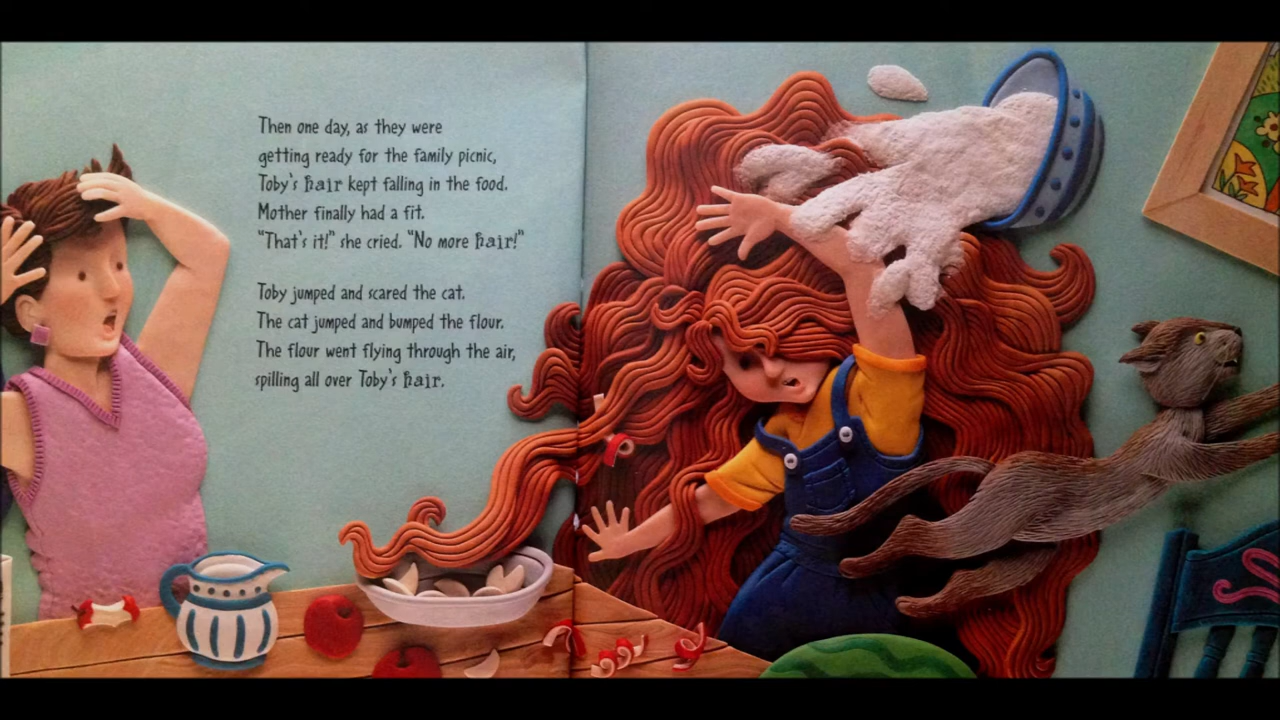 Then one day, as they were
getting ready for the family picnic,
Toby's hair kept falling in the food.
Mother finally had a fit.
"That's it!" she cried. "No more hair!"
Toby jumped and scared the cat.
The cat jumped and bumped the flour.
The flour went flying through the air,
spilling all over Toby's hair.